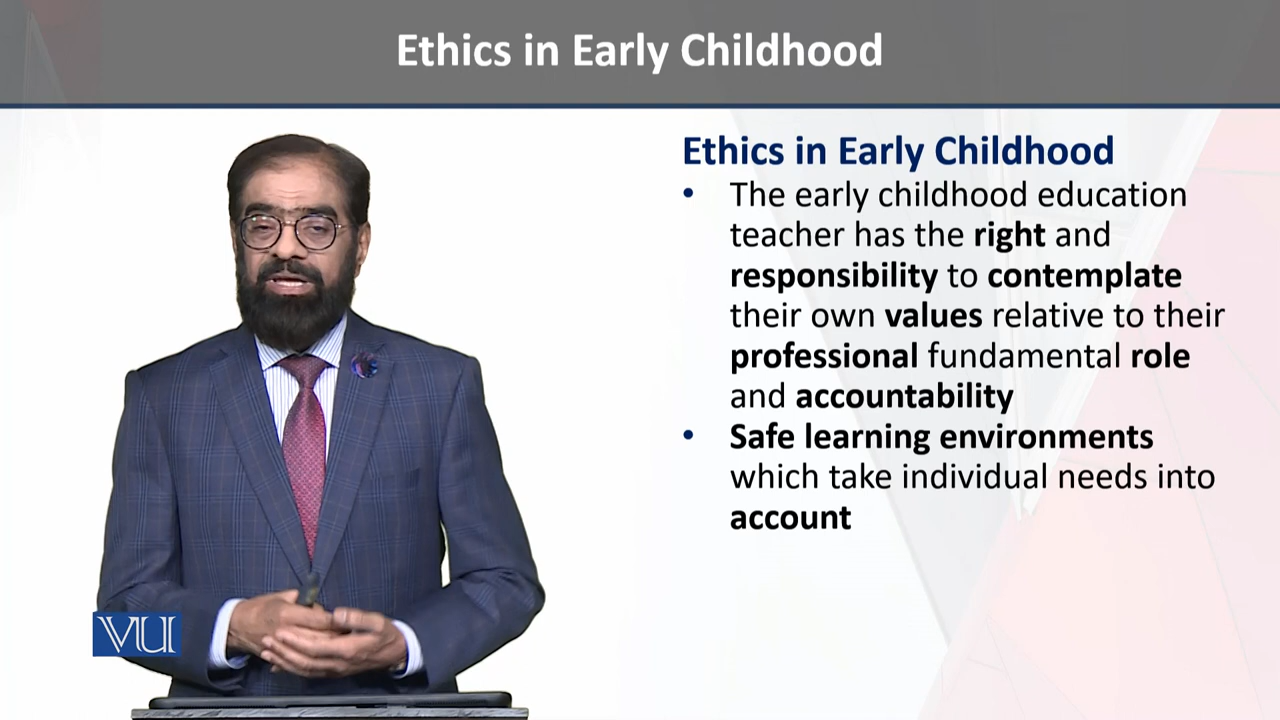 Ethics in Early Childhood
Ethics in Early Childhood
• The early childhood education
teacher has the right and
responsibility to contemplate
their own values relative to their
professional fundamental role
and accountability
• Safe learning environments
which take individual needs into
account
VU